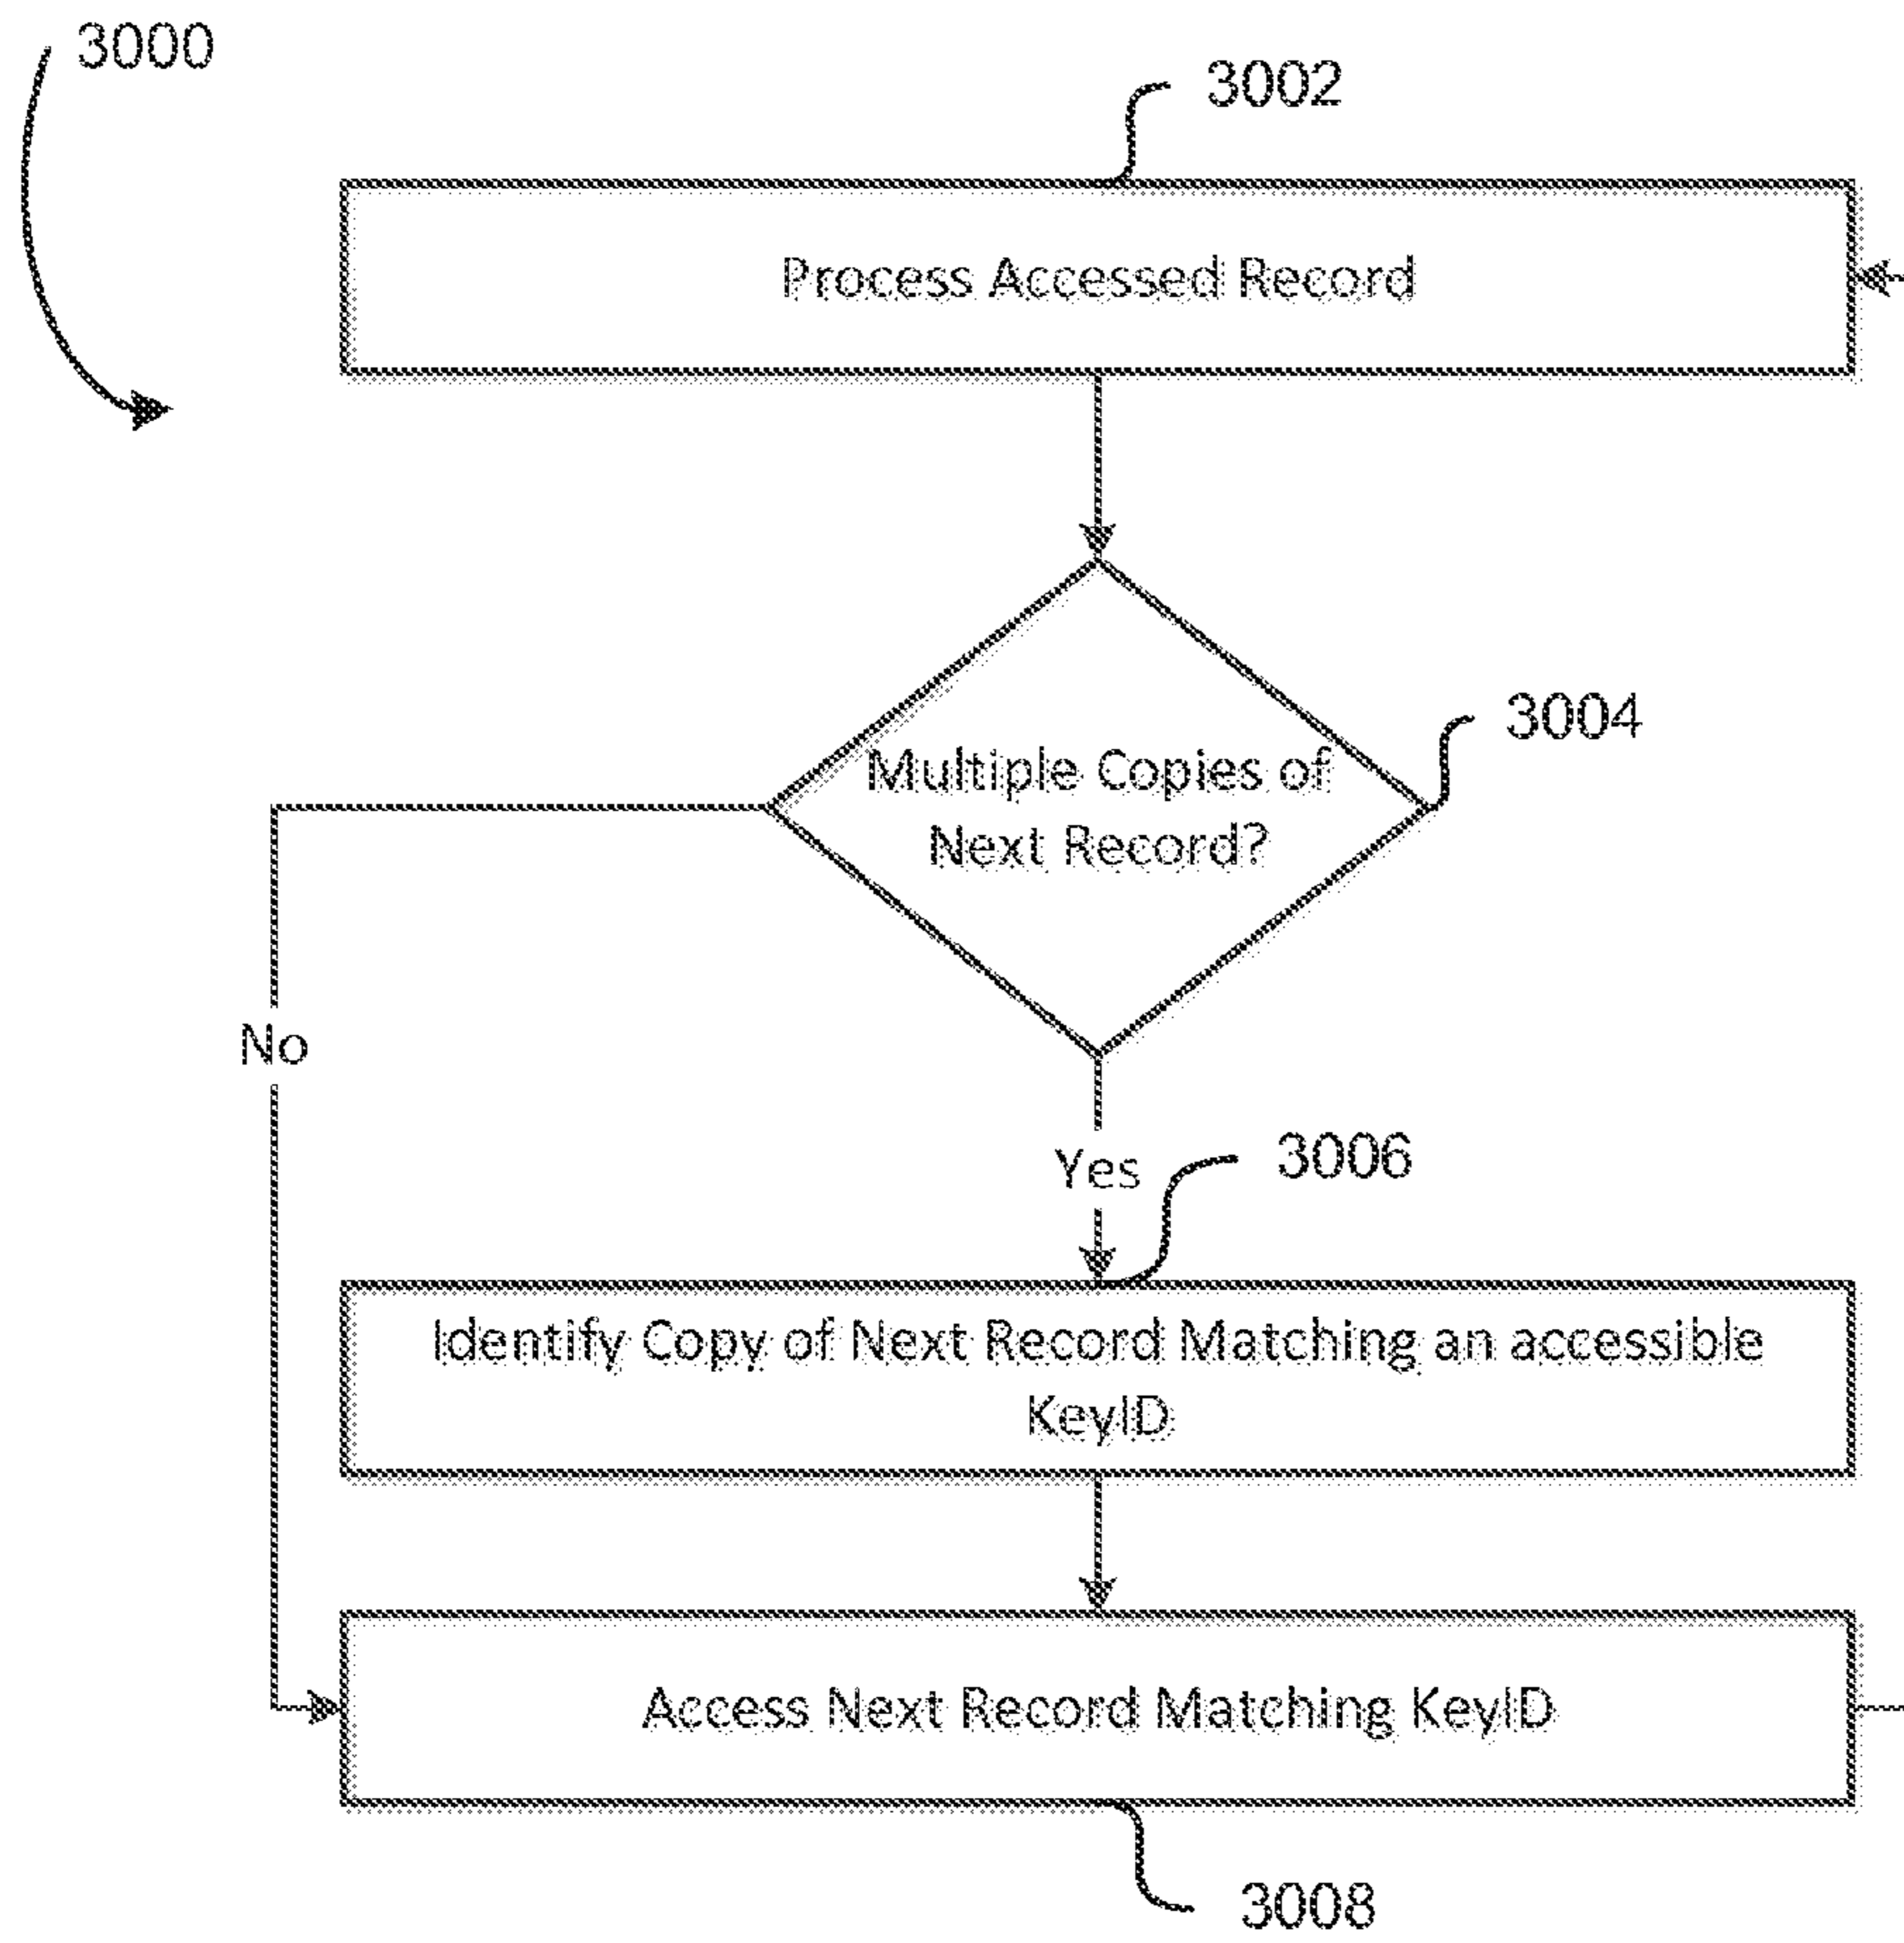 3000
3002
Process Accessed Record
3004
Multiple Copies of
Next Record?
No
Yes
3006
Identify Copy of Next Record Matching an accessible
KeyID
Access Next Record Matching KeyID
3008